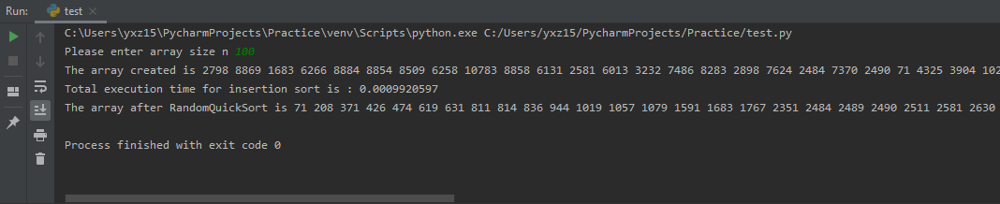 Run: test
C:\Users\yxz15\PycharmProjects\Practice\venv\Scripts\python.exe C:/Users/yxz15/PycharmProjects/Practice/test.py
Please enter array size n 100
The array created is 2798 8869 1683 6266 8884 8854 8509 6258 10783 8858 6131 2581 6013 3232 7486 8283 2898 7624 2484 7370 2490 71 4325 3904 102
Total execution time for insertion sort is : 0.0009920597
The array after RandomQuickSort is 71 208 371 426 474 619 631 811 814 836 944 1019 1057 1079 1591 1683 1767 2351 2484 2489 2490 2511 2581 2630
Process finished with exit code 0